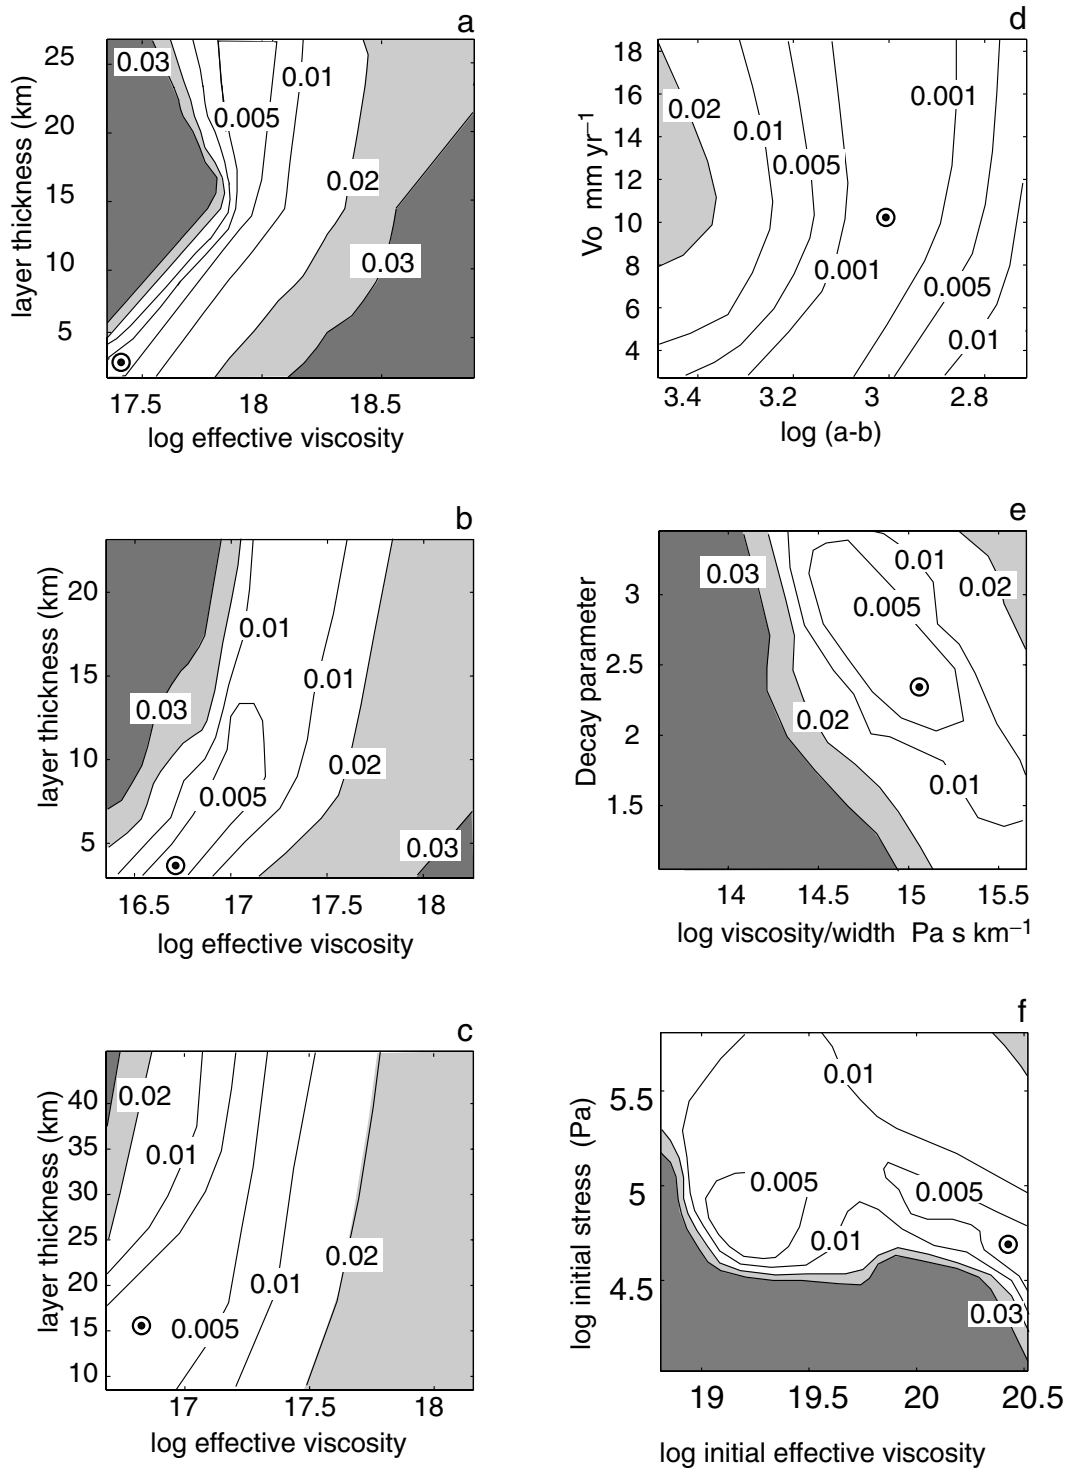 a
25
20
15
10
5
layer thickness (km)
0.03
0.01
0.005
0.02
0.03
17.5 18 18.5
log effective viscosity
b
20
15
10
5
layer thickness (km)
0.01
0.01
0.03
0.02
0.005
0.03
16.5 17 17.5 18
log effective viscosity
c
40
35
30
25
20
15
10
layer thickness (km)
0.02
0.01
0.02
0.01
0.005
17 17.5 18
log effective viscosity
d
18
16
14
12
10
8
6
4
Vo mm yr−1
0.02
0.001
0.01
0.005
0.001
0.005
0.01
3.4 3.2 3 2.8
log (a-b)
e
3
2.5
2
1.5
Decay parameter
0.03
0.01
0.02
0.005
0.02
0.01
14 14.5 15 15.5
log viscosity/width Pa s km−1
f
5.5
5
4.5
log initial stress (Pa)
0.01
0.005
0.005
0.01
0.03
19 19.5 20 20.5
log initial effective viscosity